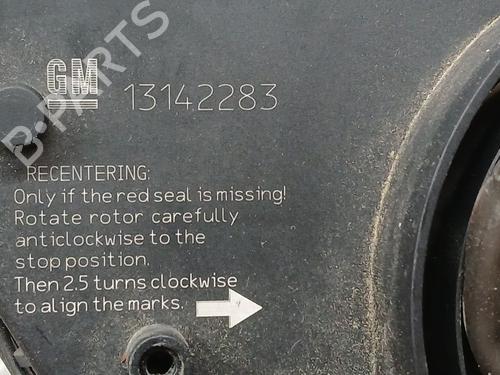 B-PARTS
GM 13142283
RECENTERING:
Only if the red seal is missing!
Rotate rotor carefully
anticlockwise to the
stop position.
Then 2.5 turns clockwise
to align the marks.